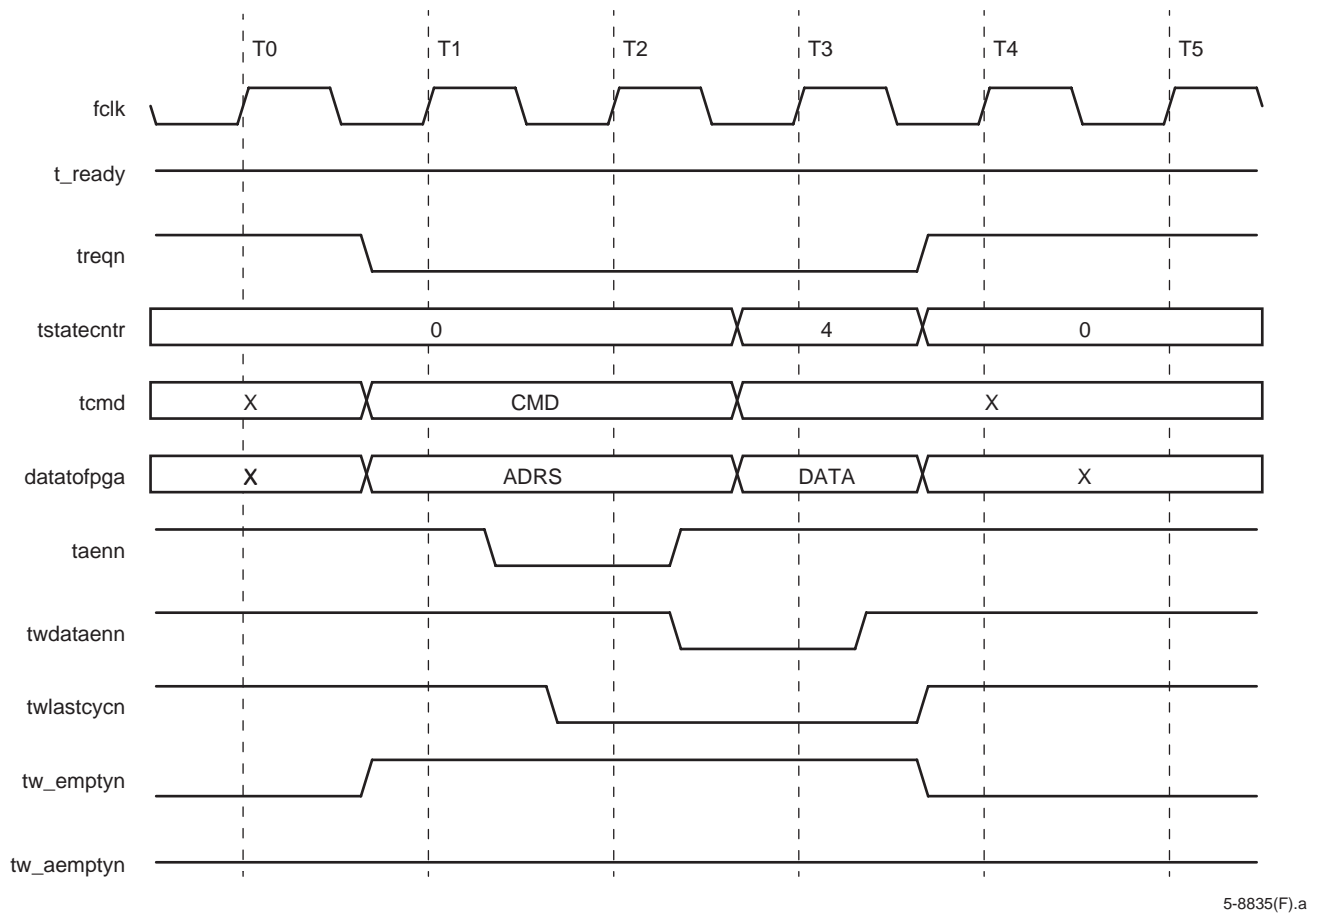 T0 T1 T2 T3 T4 T5
fclk
t_ready
treqn
tstatecntr 0 4 0
tcmd X CMD X
datatofpga X ADRS DATA X
taenn
twdataenn
twlastcycn
tw_emptyn
tw_aemptyn
5-8835(F).a